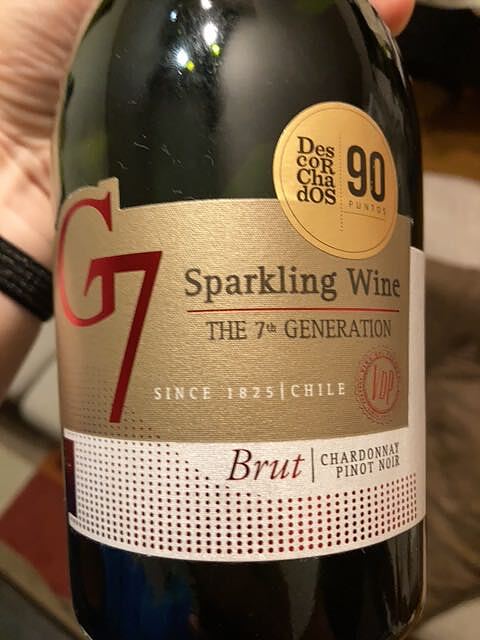 Des
coR
Cha
dOS
90
PUNTOS
G7
Sparkling Wine
THE 7th GENERATION
SINCE 1825 | CHILE
VDP
Brut | CHARDONNAY
PINOT NOIR